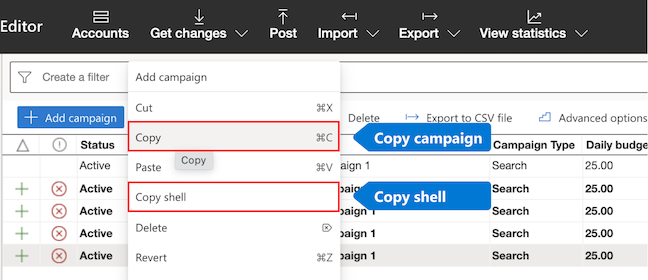 Editor
Accounts
Get changes
Post
Import
Export
View statistics
Create a filter
Add campaign
Delete
Export to CSV file
Advanced options
Status
Campaign Type
Daily budge
Active
paign 1
Search
25.00
Active
paign 1
Search
25.00
Active
paign 1
Search
25.00
Active
paign 1
Search
25.00
Active
paign 1
Search
25.00
Add campaign
Cut ⌘X
Copy ⌘C
Copy
Paste ⌘V
Copy shell
Delete
Revert ⌘Z
Copy campaign
Copy shell